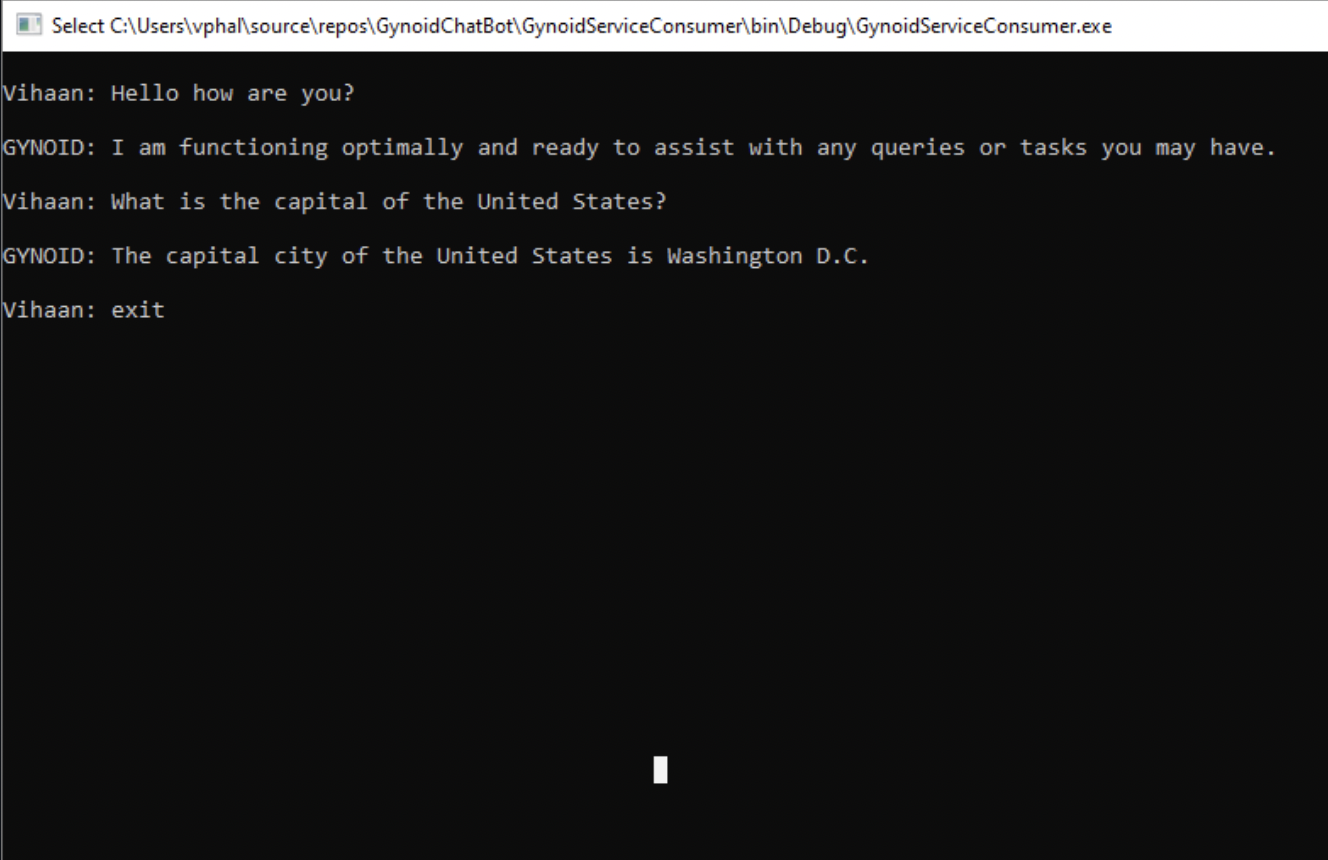 Select C:\Users\vphal\source\repos\GynoidChatBot\GynoidServiceConsumer\bin\Debug\GynoidServiceConsumer.exe
Vihaan: Hello how are you?
GYNOID: I am functioning optimally and ready to assist with any queries or tasks you may have.
Vihaan: What is the capital of the United States?
GYNOID: The capital city of the United States is Washington D.C.
Vihaan: exit